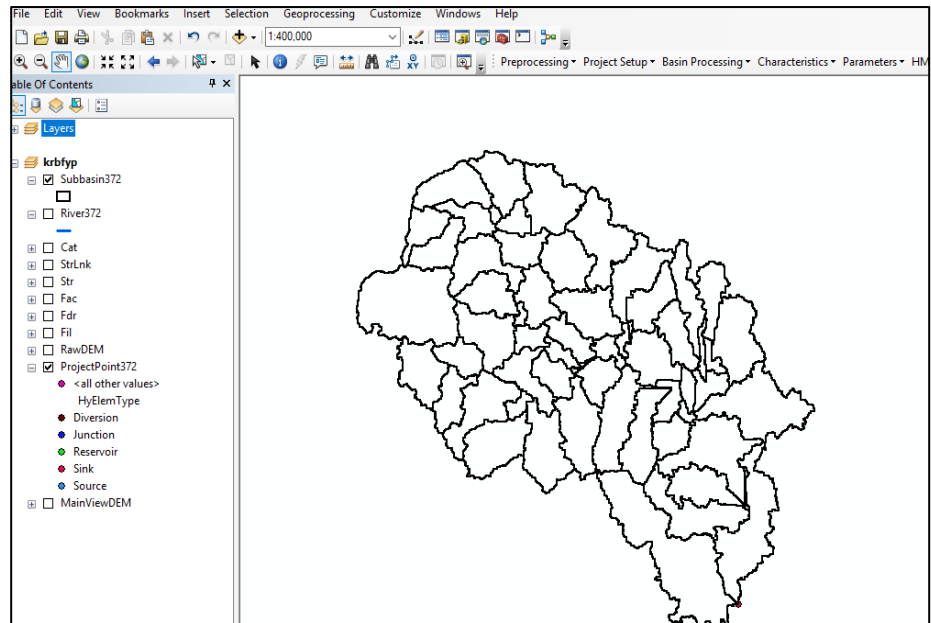 File Edit View Bookmarks Insert Selection Geoprocessing Customize Windows Help
1:400,000
Preprocessing Project Setup Basin Processing Characteristics Parameters HM
able Of Contents
Layers
krbfyp
Subbasin372
River372
Cat
StrLnk
Str
Fac
Fdr
Fil
RawDEM
ProjectPoint372
<all other values>
HyElemType
Diversion
Junction
Reservoir
Sink
Source
MainViewDEM